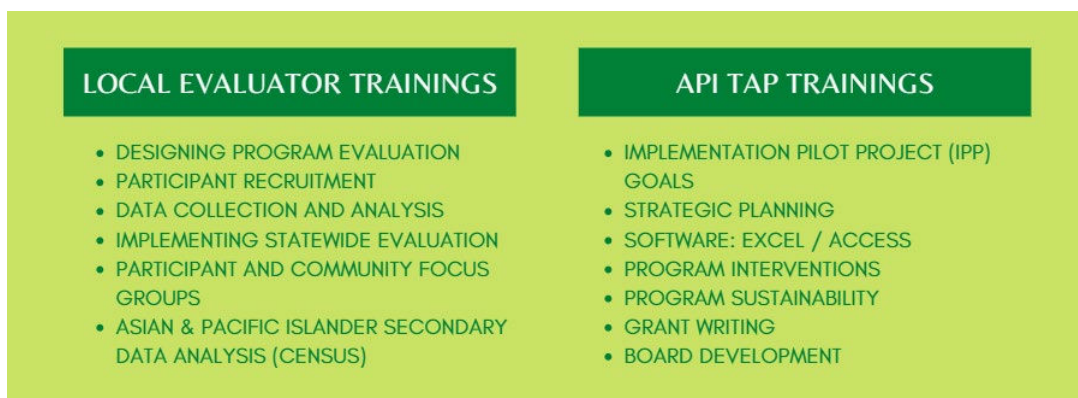 LOCAL EVALUATOR TRAININGS
• DESIGNING PROGRAM EVALUATION
• PARTICIPANT RECRUITMENT
• DATA COLLECTION AND ANALYSIS
• IMPLEMENTING STATEWIDE EVALUATION
• PARTICIPANT AND COMMUNITY FOCUS
GROUPS
• ASIAN & PACIFIC ISLANDER SECONDARY
DATA ANALYSIS (CENSUS)
API TAP TRAININGS
• IMPLEMENTATION PILOT PROJECT (IPP)
GOALS
• STRATEGIC PLANNING
• SOFTWARE: EXCEL / ACCESS
• PROGRAM INTERVENTIONS
• PROGRAM SUSTAINABILITY
• GRANT WRITING
• BOARD DEVELOPMENT